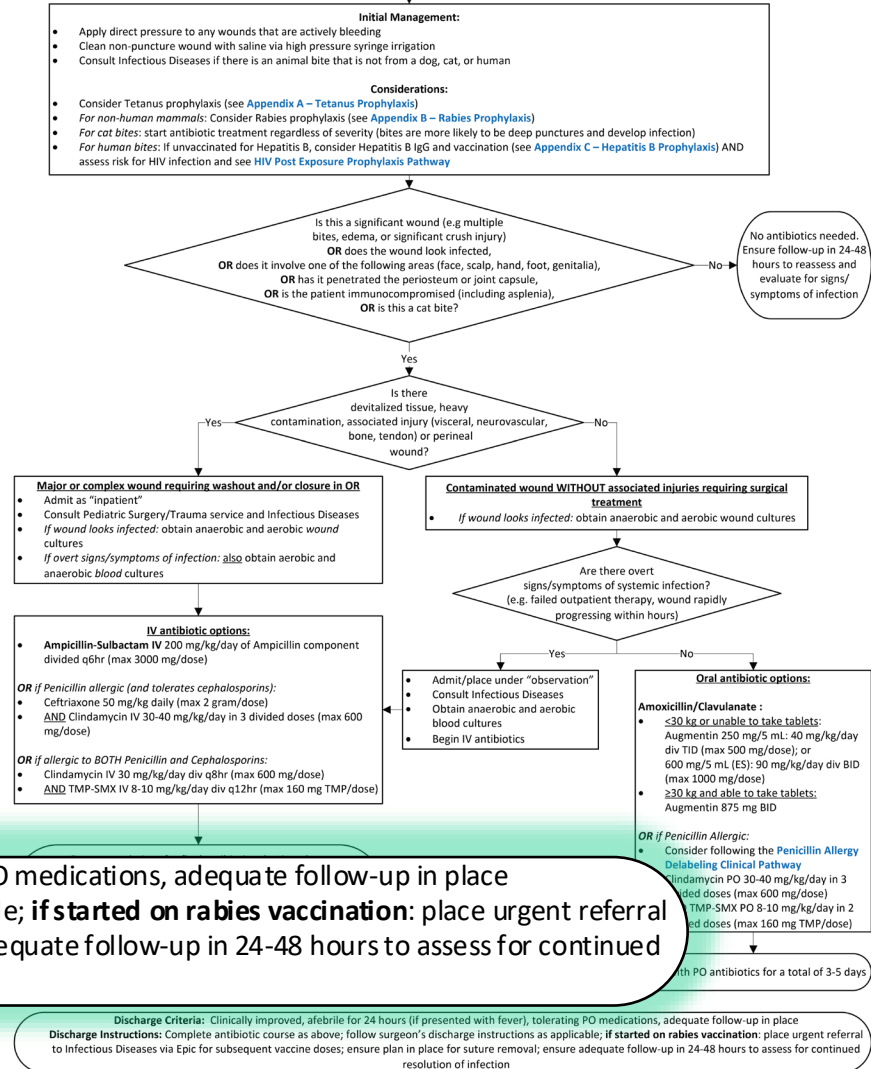 Initial Management:
• Apply direct pressure to any wounds that are actively bleeding
• Clean non-puncture wound with saline via high pressure syringe irrigation
• Consult Infectious Diseases if there is an animal bite that is not from a dog, cat, or human
Considerations:
• Consider Tetanus prophylaxis (see Appendix A – Tetanus Prophylaxis)
• For non-human mammals: Consider Rabies prophylaxis (see Appendix B – Rabies Prophylaxis)
• For cat bites: start antibiotic treatment regardless of severity (bites are more likely to be deep punctures and develop infection)
• For human bites: If unvaccinated for Hepatitis B, consider Hepatitis B IgG and vaccination (see Appendix C – Hepatitis B Prophylaxis) AND
assess risk for HIV infection and see HIV Post Exposure Prophylaxis Pathway
Is this a significant wound (e.g multiple
bites, edema, or significant crush injury)
OR does the wound look infected,
OR does it involve one of the following areas (face, scalp, hand, foot, genitalia),
OR has it penetrated the periosteum or joint capsule,
OR is the patient immunocompromised (including asplenia),
OR is this a cat bite?
No
No antibiotics needed.
Ensure follow-up in 24-48
hours to reassess and
evaluate for signs/
symptoms of infection
Yes
Is there
devitalized tissue, heavy
contamination, associated injury (visceral, neurovascular,
bone, tendon) or perineal
wound?
Yes
No
Major or complex wound requiring washout and/or closure in OR
• Admit as "inpatient"
• Consult Pediatric Surgery/Trauma service and Infectious Diseases
• If wound looks infected: obtain anaerobic and aerobic wound
cultures
• If overt signs/symptoms of infection: also obtain aerobic and
anaerobic blood cultures
Contaminated wound WITHOUT associated injuries requiring surgical
treatment
• If wound looks infected: obtain anaerobic and aerobic wound cultures
Are there overt
signs/symptoms of systemic infection?
(e.g. failed outpatient therapy, wound rapidly
progressing within hours)
Yes
No
IV antibiotic options:
• Ampicillin-Sulbactam IV 200 mg/kg/day of Ampicillin component
divided q6hr (max 3000 mg/dose)
OR if Penicillin allergic (and tolerates cephalosporins):
• Ceftriaxone 50 mg/kg daily (max 2 gram/dose)
• AND Clindamycin IV 30-40 mg/kg/day in 3 divided doses (max 600
mg/dose)
OR if allergic to BOTH Penicillin and Cephalosporins:
• Clindamycin IV 30 mg/kg/day div q8hr (max 600 mg/dose)
• AND TMP-SMX IV 8-10 mg/kg/day div q12hr (max 160 mg TMP/dose)
• Admit/place under "observation"
• Consult Infectious Diseases
• Obtain anaerobic and aerobic
blood cultures
• Begin IV antibiotics
Oral antibiotic options:
Amoxicillin/Clavulanate :
• <30 kg or unable to take tablets:
Augmentin 250 mg/5 mL: 40 mg/kg/day
div TID (max 500 mg/dose); or
600 mg/5 mL (ES): 90 mg/kg/day div BID
(max 1000 mg/dose)
• ≥30 kg and able to take tablets:
Augmentin 875 mg BID
OR if Penicillin Allergic:
• Consider following the Penicillin Allergy
Delabeling Clinical Pathway
Clindamycin PO 30-40 mg/kg/day in 3
doses (max 600 mg/dose)
TMP-SMX PO 8-10 mg/kg/day in 2
doses (max 160 mg TMP/dose)
medications, adequate follow-up in place
if started on rabies vaccination: place urgent referral
follow-up in 24-48 hours to assess for continued
PO antibiotics for a total of 3-5 days
Discharge Criteria: Clinically improved, afebrile for 24 hours (if presented with fever), tolerating PO medications, adequate follow-up in place
Discharge Instructions: Complete antibiotic course as above; follow surgeon's discharge instructions as applicable; if started on rabies vaccination: place urgent referral
to Infectious Diseases via Epic for subsequent vaccine doses; ensure plan in place for suture removal; ensure adequate follow-up in 24-48 hours to assess for continued
resolution of infection